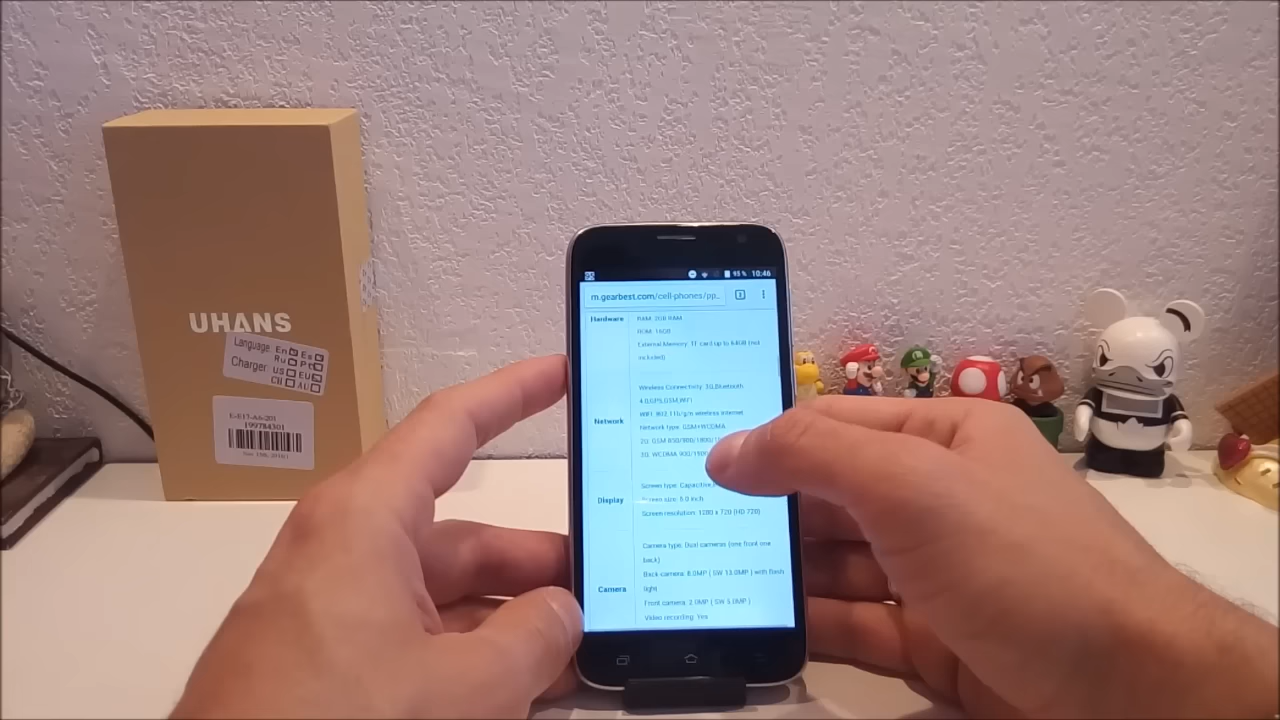 UHANS
Language En Es
Ru Pt
Charger: US EU
CN AU
E-E17-A6-201
199784301
95 % 10:46
m.gearbest.com/cell-phones/pp...
Hardware
RAM: 2GB RAM
ROM: 16GB
External Memory: TF card up to 64GB (not
included)
Network
Wireless Connectivity: 3G,Bluetooth
4.0,GPS,GSM,WiFi
WIFI: 802.11b/g/n wireless internet
Network type: GSM+WCDMA
2G: GSM 850/900/1800/
3G: WCDMA 900/
Display
Screen type: Capacitive
Screen size: 5.0 inch
Screen resolution: 1280 x 720 (HD 720)
Camera
Camera type: Dual cameras (one front one
back)
Back-camera: 8.0MP ( SW 13.0MP ) with flash
light
Front camera: 2.0MP ( SW 5.0MP )
Video recording: Yes